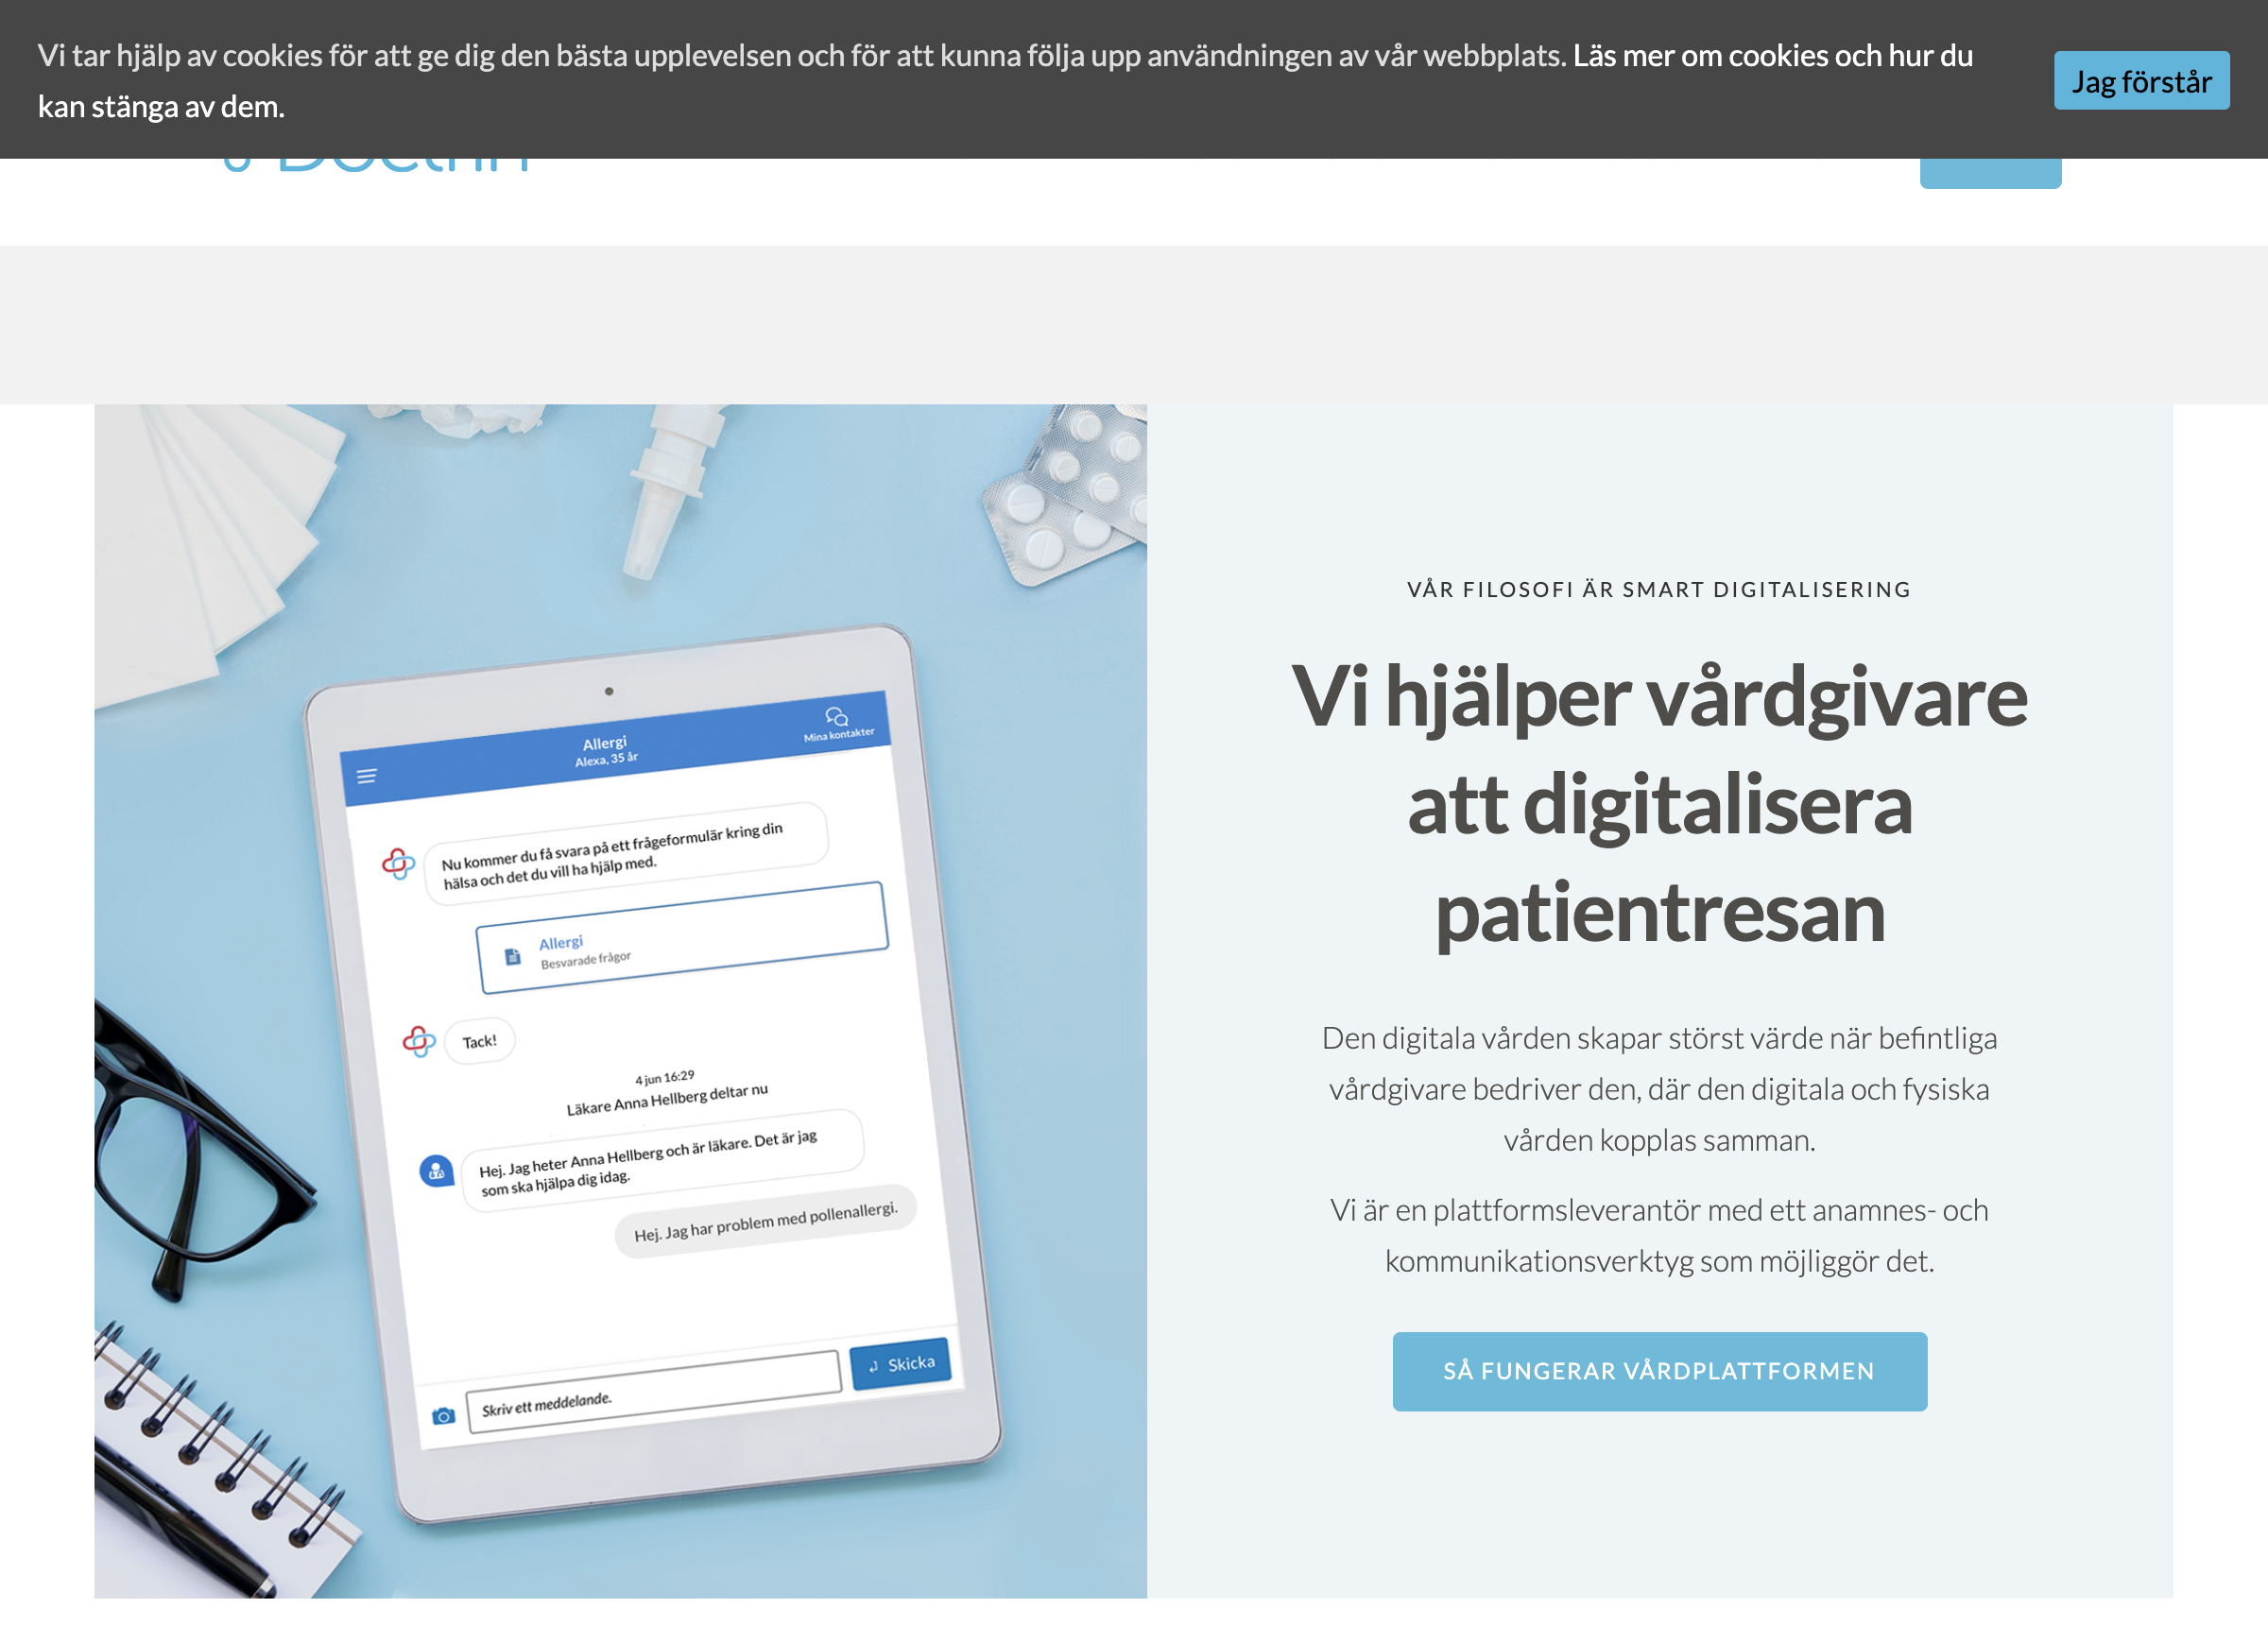 Vi tar hjälp av cookies för att ge dig den bästa upplevelsen och för att kunna följa upp användningen av vår webbplats. Läs mer om cookies och hur du
kan stänga av dem.
Jag förstår
Allergi
Alexa, 35 år
Mina kontakter
Nu kommer du få svara på ett frågeformulär kring din
hälsa och det du vill ha hjälp med.
Allergi
Besvarade frågor
Tack!
4 jun 16:29
Läkare Anna Hellberg deltar nu
Hej. Jag heter Anna Hellberg och är läkare. Det är jag
som ska hjälpa dig idag.
Hej. Jag har problem med pollenallergi.
Skriv ett meddelande.
Skicka
VÅR FILOSOFI ÄR SMART DIGITALISERING
Vi hjälper vårdgivare
att digitalisera
patientresan
Den digitala vården skapar störst värde när befintliga
vårdgivare bedriver den, där den digitala och fysiska
vården kopplas samman.
Vi är en plattformsleverantör med ett anamnes- och
kommunikationsverktyg som möjliggör det.
SÅ FUNGERAR VÅRDPLATTFORMEN